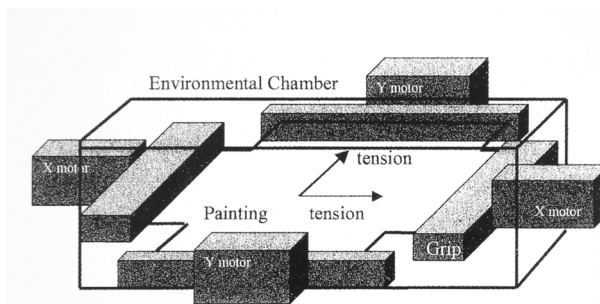 Environmental Chamber
Y motor
X motor
tension
Painting
tension
X motor
Grip
Y motor